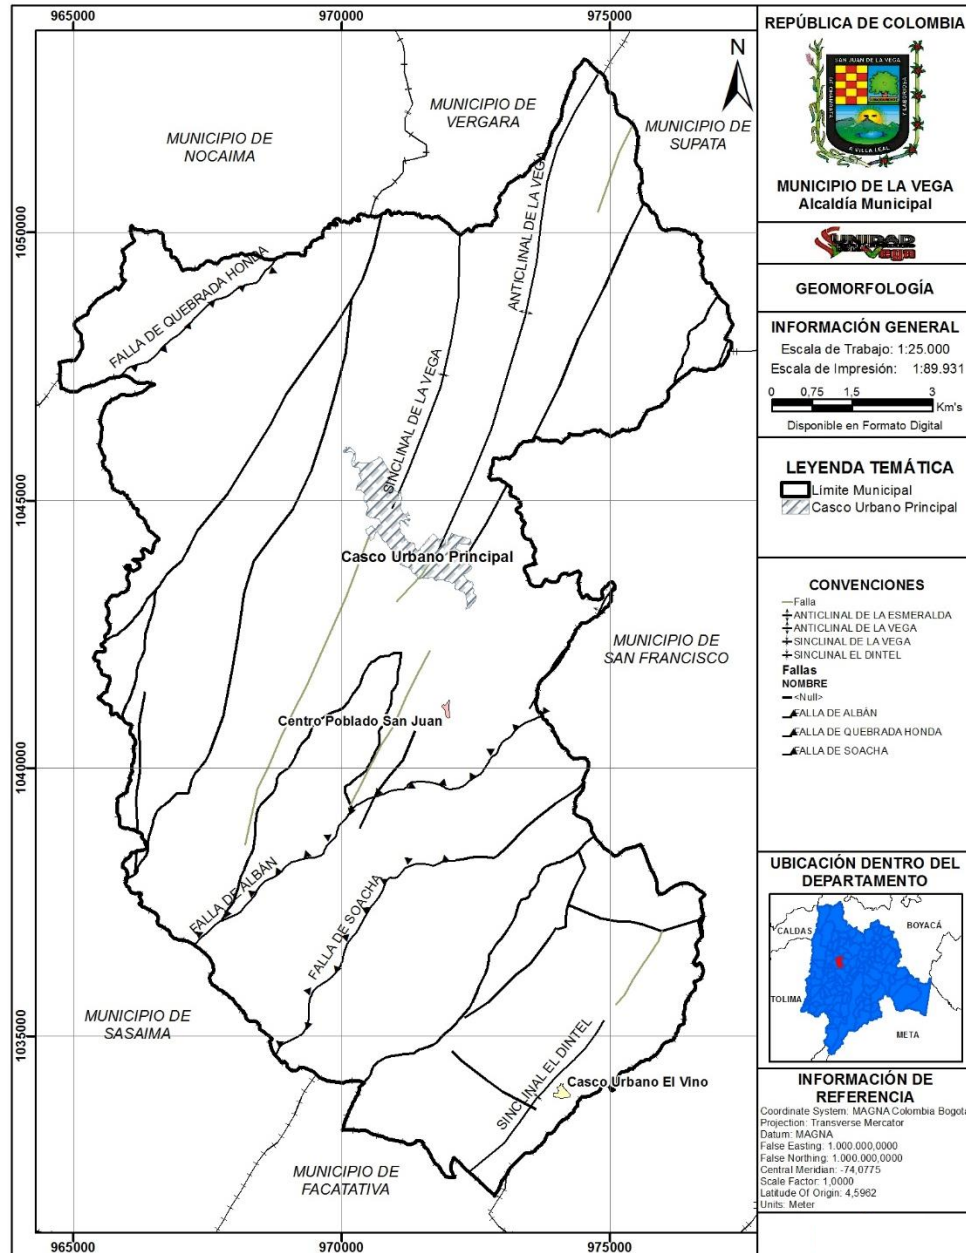 965000
970000
975000
N
MUNICIPIO DE
NOCAIMA
MUNICIPIO DE
VERGARA
MUNICIPIO DE
SUPATA
1050000
1045000
1040000
1035000
FALLA DE QUEBRADA HONDA
SINCLINAL DE LA VEGA
ANTICLINAL DE LA VEGA
Casco Urbano Principal
MUNICIPIO DE
SAN FRANCISCO
Centro Poblado San Juan
FALLA DE ALBÁN
FALLA DE SOACHA
MUNICIPIO DE
SASAIMA
SINCLINAL EL DINTEL
Casco Urbano El Vino
MUNICIPIO DE
FACATATIVA
965000
970000
975000
REPÚBLICA DE COLOMBIA
SAN JUAN DE LA VEGA
MUNICIPIO DE LA VEGA
Alcaldía Municipal
UNIDAD
GEOMORFOLOGÍA
INFORMACIÓN GENERAL
Escala de Trabajo: 1:25.000
Escala de Impresión: 1:89.931
0 0,75 1,5 3
Km's
Disponible en Formato Digital
LEYENDA TEMÁTICA
Límite Municipal
Casco Urbano Principal
CONVENCIONES
Falla
ANTICLINAL DE LA ESMERALDA
ANTICLINAL DE LA VEGA
SINCLINAL DE LA VEGA
SINCLINAL EL DINTEL
Fallas
NOMBRE
<Null>
FALLA DE ALBÁN
FALLA DE QUEBRADA HONDA
FALLA DE SOACHA
UBICACIÓN DENTRO DEL
DEPARTAMENTO
CALDAS
BOYACÁ
TOLIMA
META
INFORMACIÓN DE
REFERENCIA
Coordinate System: MAGNA Colombia Bogota
Projection: Transverse Mercator
Datum: MAGNA
False Easting: 1.000.000,0000
False Northing: 1.000.000,0000
Central Meridian: -74,0775
Scale Factor: 1,0000
Latitude Of Origin: 4,5962
Units: Meter